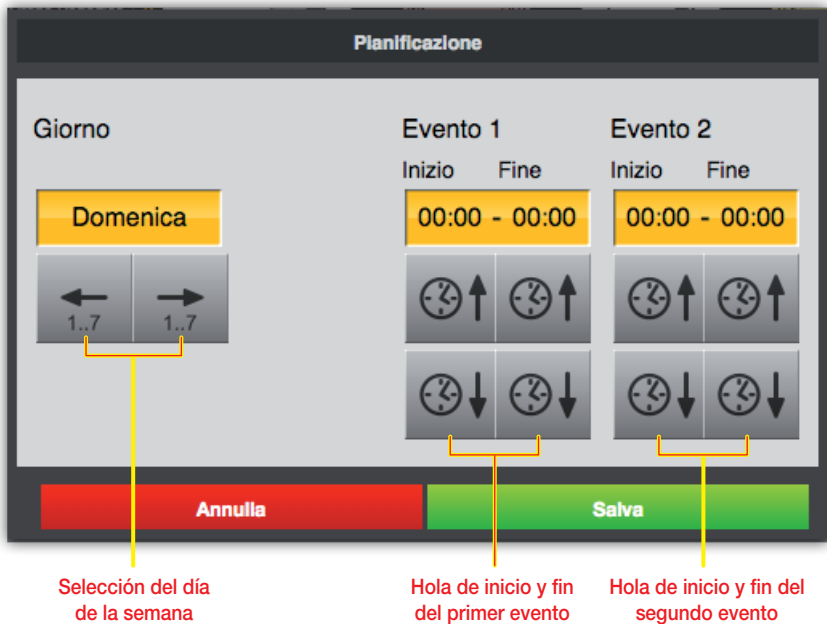 Planificazione
Giorno
Evento 1
Evento 2
Inizio Fine
Inizio Fine
Domenica
00:00 - 00:00
00:00 - 00:00
1..7
1..7
Annulla
Salva
Selección del día
de la semana
Hola de inicio y fin
del primer evento
Hola de inicio y fin del
segundo evento